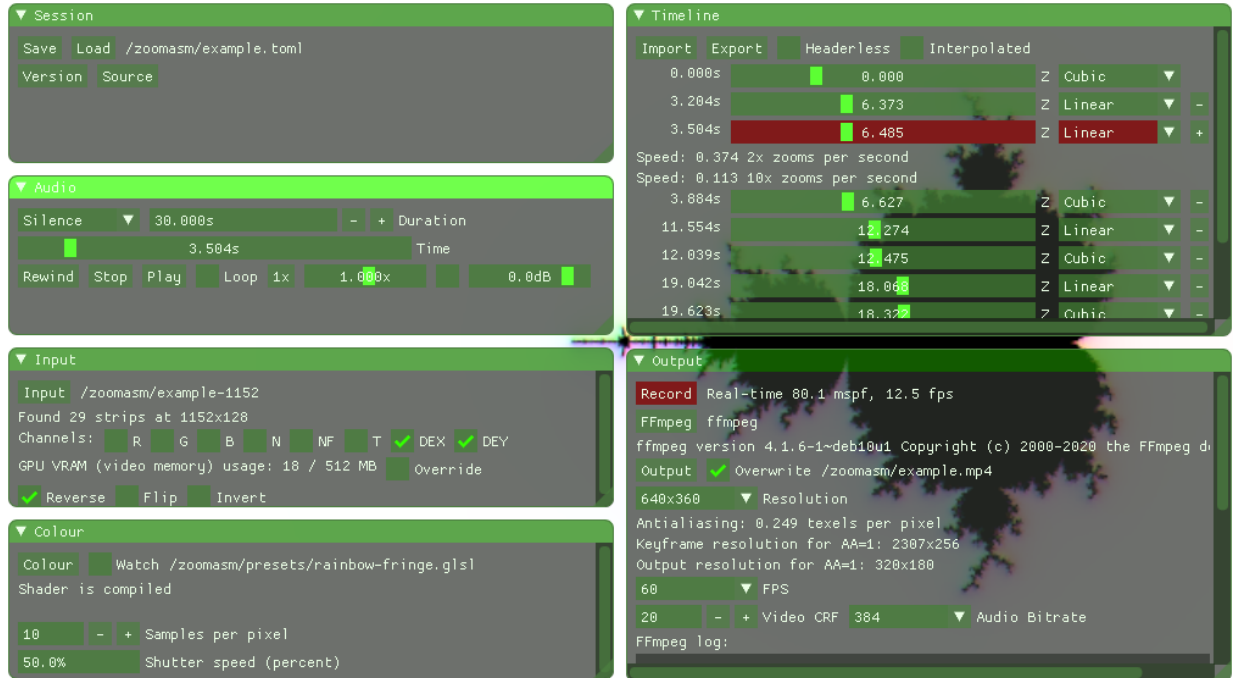 Session
Save Load /zoomasm/example.toml
Version Source
Audio
Silence 30.000s - + Duration
3.504s Time
Rewind Stop Play Loop 1x 1.000x 0.0dB
Input
Input /zoomasm/example-1152
Found 29 strips at 1152x128
Channels: R G B N NF T DEX DEY
GPU VRAM (video memory) usage: 18 / 512 MB Override
Reverse Flip Invert
Colour
Colour Watch /zoomasm/presets/rainbow-fringe.glsl
Shader is compiled
10 - + Samples per pixel
50.0% Shutter speed (percent)
Timeline
Import Export Headerless Interpolated
0.000s 0.000 Z Cubic
3.204s 6.373 Z Linear -
3.504s 6.485 Z Linear +
Speed: 0.374 2x zooms per second
Speed: 0.113 10x zooms per second
3.884s 6.627 Z Cubic -
11.554s 12.274 Z Linear -
12.039s 12.475 Z Cubic -
19.042s 18.068 Z Linear -
19.623s 18.322 Z Cubic -
Output
Record Real-time 80.1 mspf, 12.5 fps
FFmpeg ffmpeg
ffmpeg version 4.1.6-1~deb10u1 Copyright (c) 2000-2020 the FFmpeg d
Output Overwrite /zoomasm/example.mp4
640x360 Resolution
Antialiasing: 0.249 texels per pixel
Keyframe resolution for AA=1: 2307x256
Output resolution for AA=1: 320x180
60 FPS
20 - + Video CRF 384 Audio Bitrate
FFmpeg log: